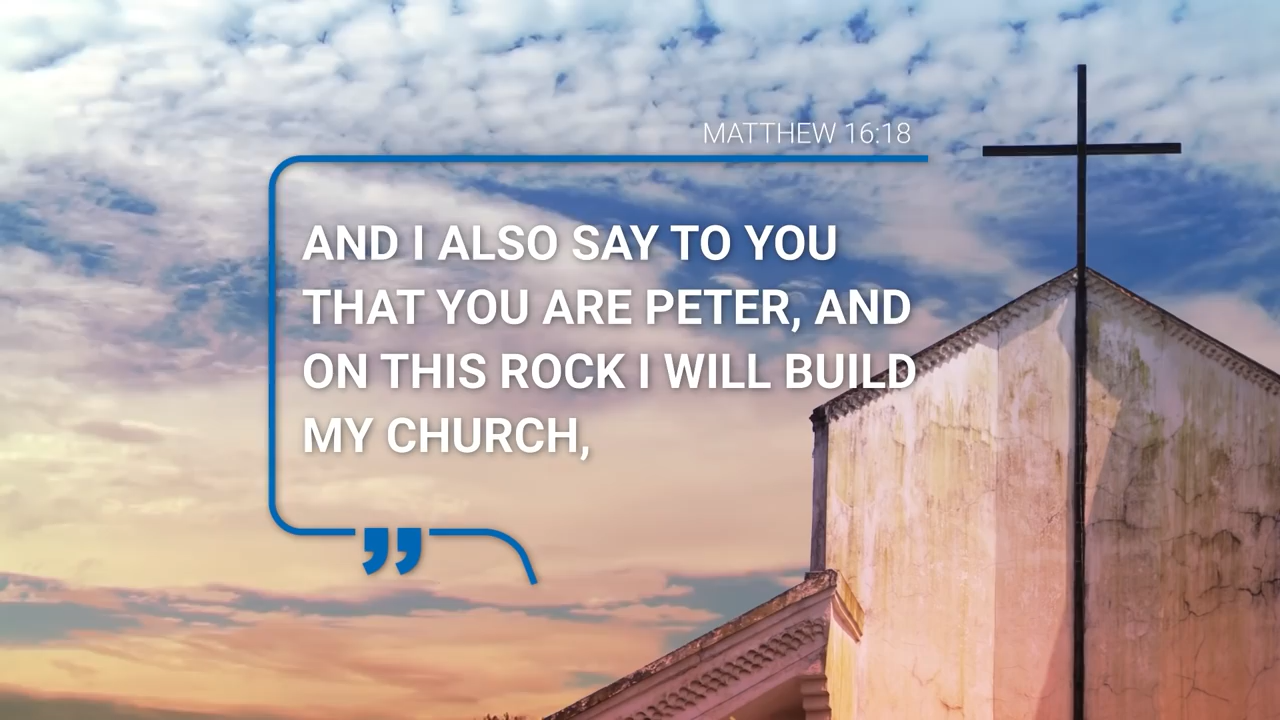 MATTHEW 16:18
AND I ALSO SAY TO YOU
THAT YOU ARE PETER, AND
ON THIS ROCK I WILL BUILD
MY CHURCH,
”